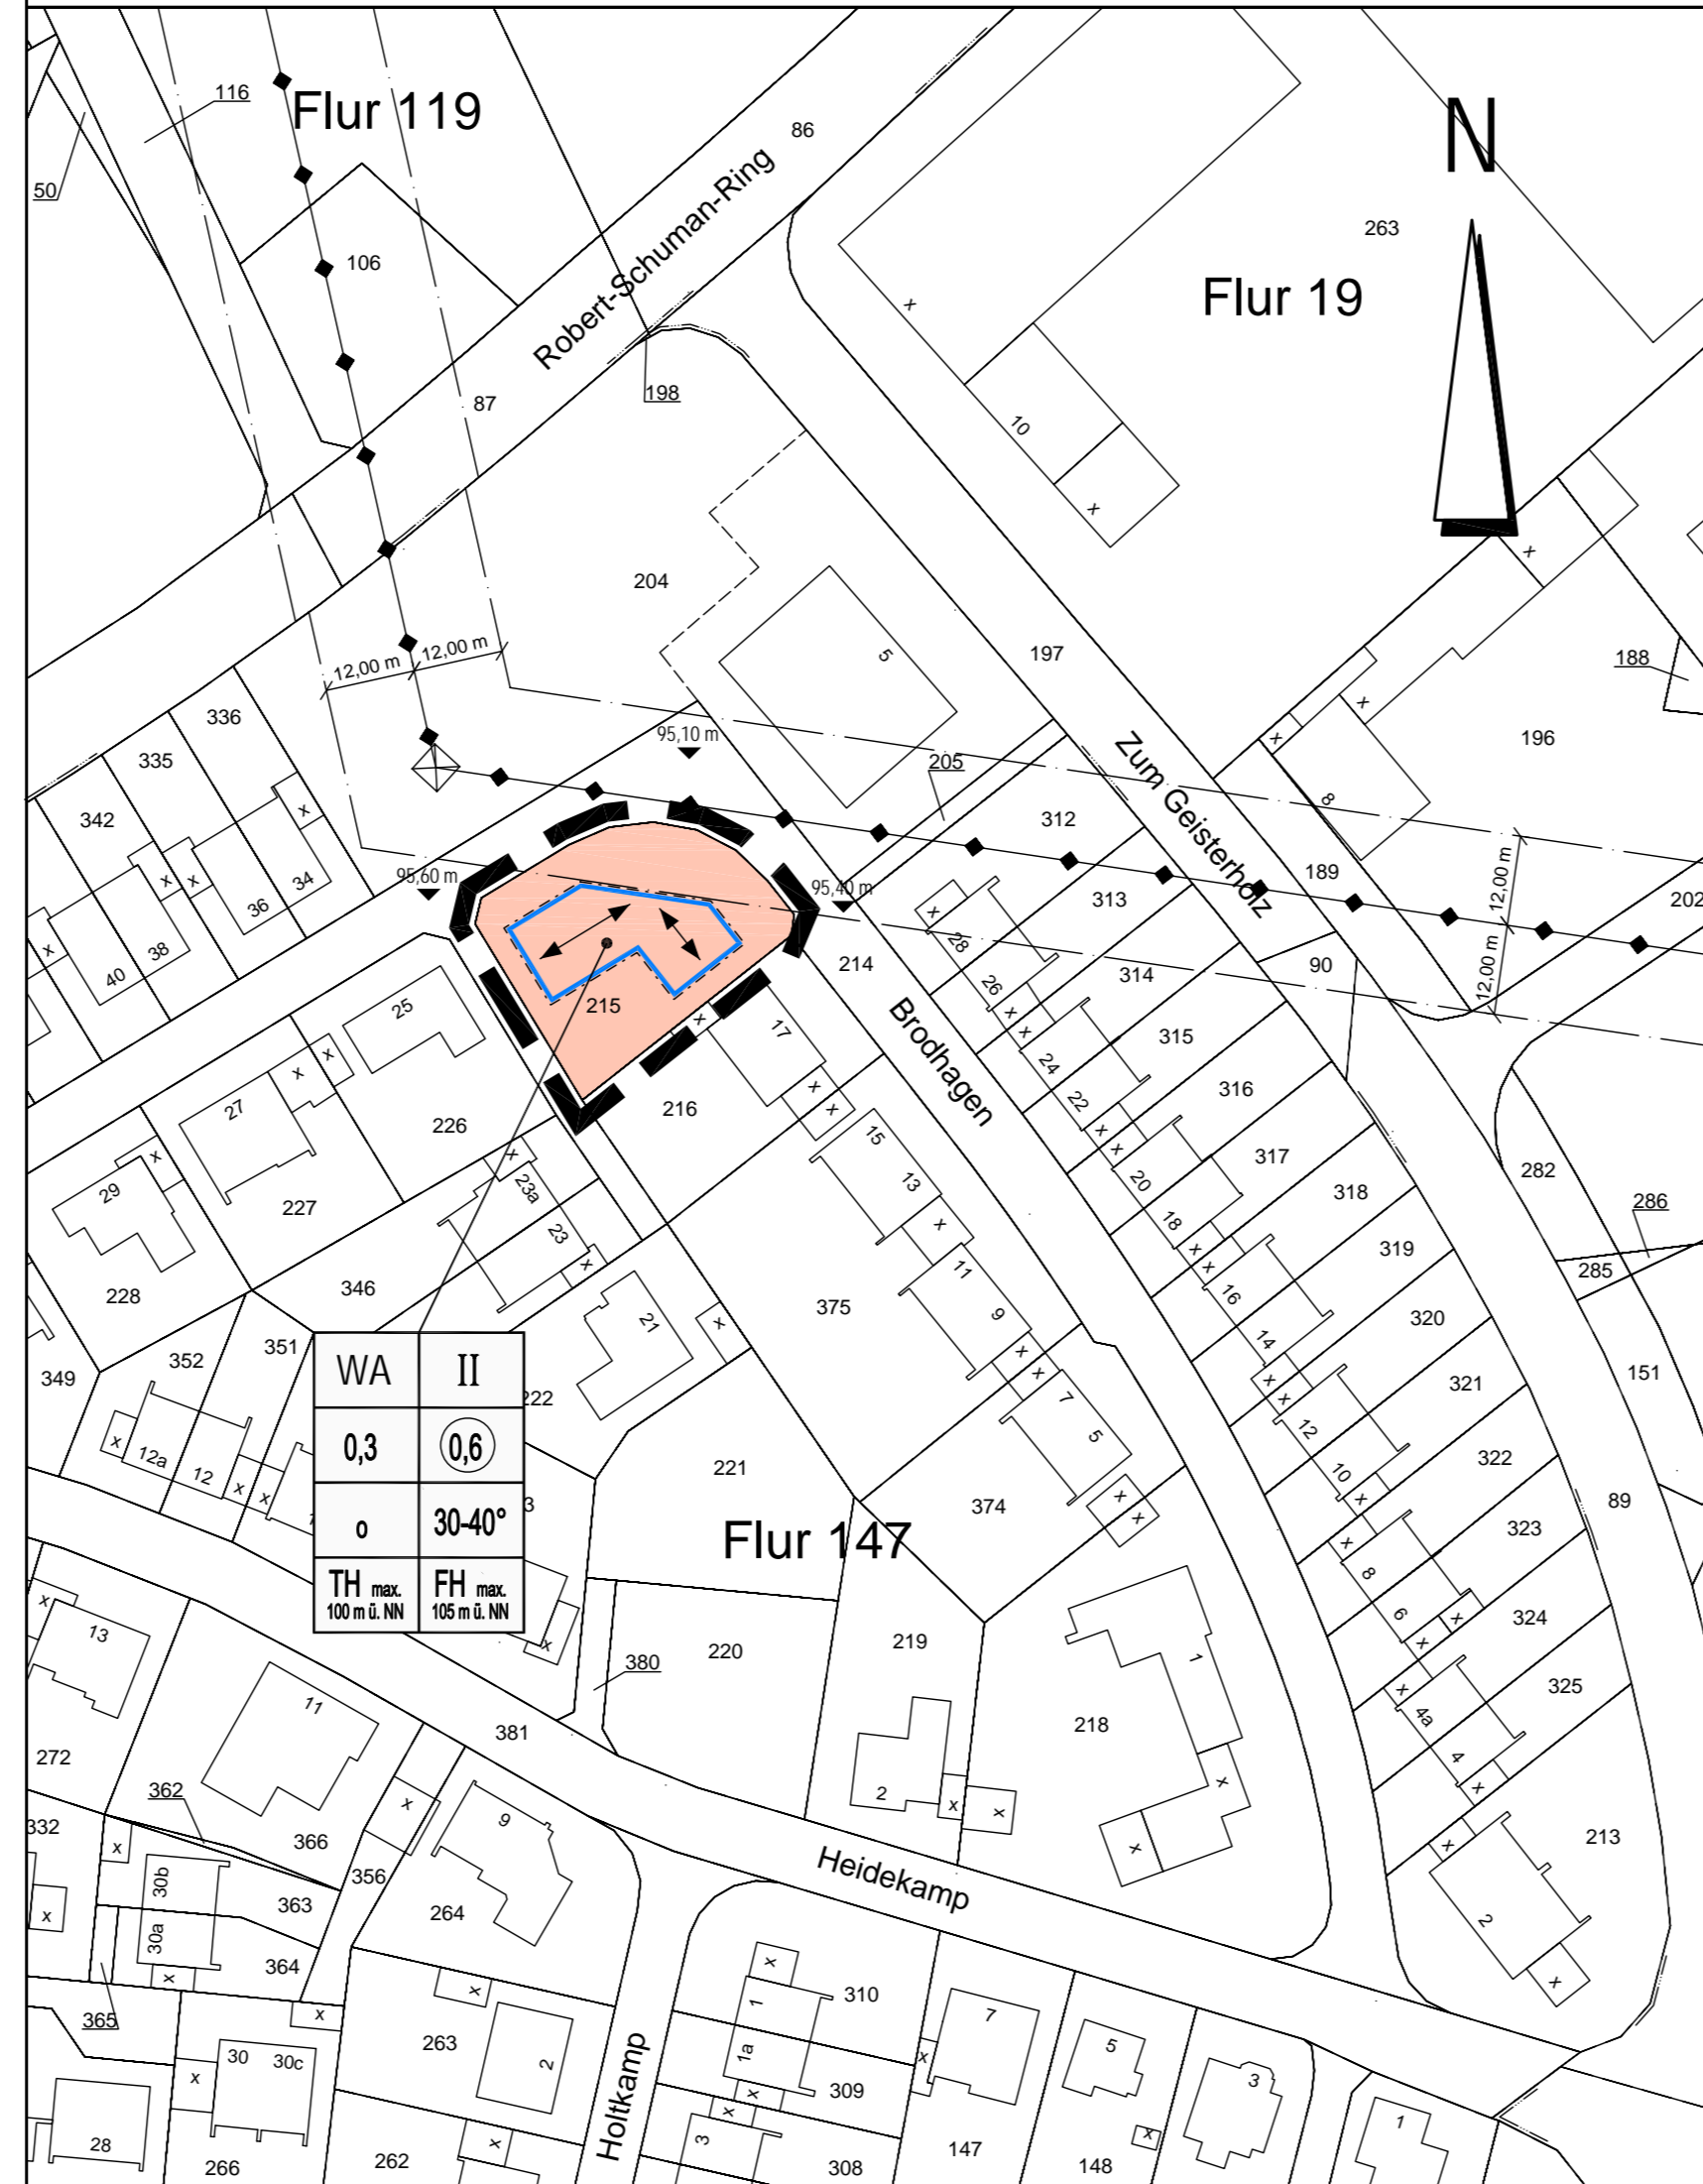 116
Flur 119
86
N
50
Robert-Schuman-Ring
263
106
Flur 19
x
198
87
10
x
x
204
5
197
188
12,00 m
12,00 m
336
95,10 m
x
x
196
335
205
Zum Geisterholz
8
342
x
312
95,60 m
95,40 m
189
12,00 m
202
x
x
34
36
313
x
28
x
38
40
214
90
314
26
12,00 m
25
215
x
17
x
x
Brodhagen
315
x
x
24
27
316
226
216
x
x
22
x
15
x
317
29
x
23a
13
20
318
282
227
23
x
18
286
x
319
x
x
285
228
346
11
16
375
9
320
21
x
14
351
352
x
x
x
x
321
151
349
WA
II
222
7
12
x
12a
12
x
x
0,3
0,6
5
10
322
221
x
89
374
x
x
o
30-40°
3
Flur 147
x
323
8
TH max.
100 m ü. NN
FH max.
105 m ü. NN
x
13
6
x
x
324
x
219
220
1
380
x
325
4a
11
381
218
4
272
x
362
x
2
x
x
x
9
332
x
366
x
213
356
Heidekamp
30b
363
x
264
2
30a
364
x
x
x
x
310
365
x
1
7
263
5
30
30c
2
1a
x
3
x
309
x
Holtkamp
x
x
1
3
28
x
147
262
266
308
148